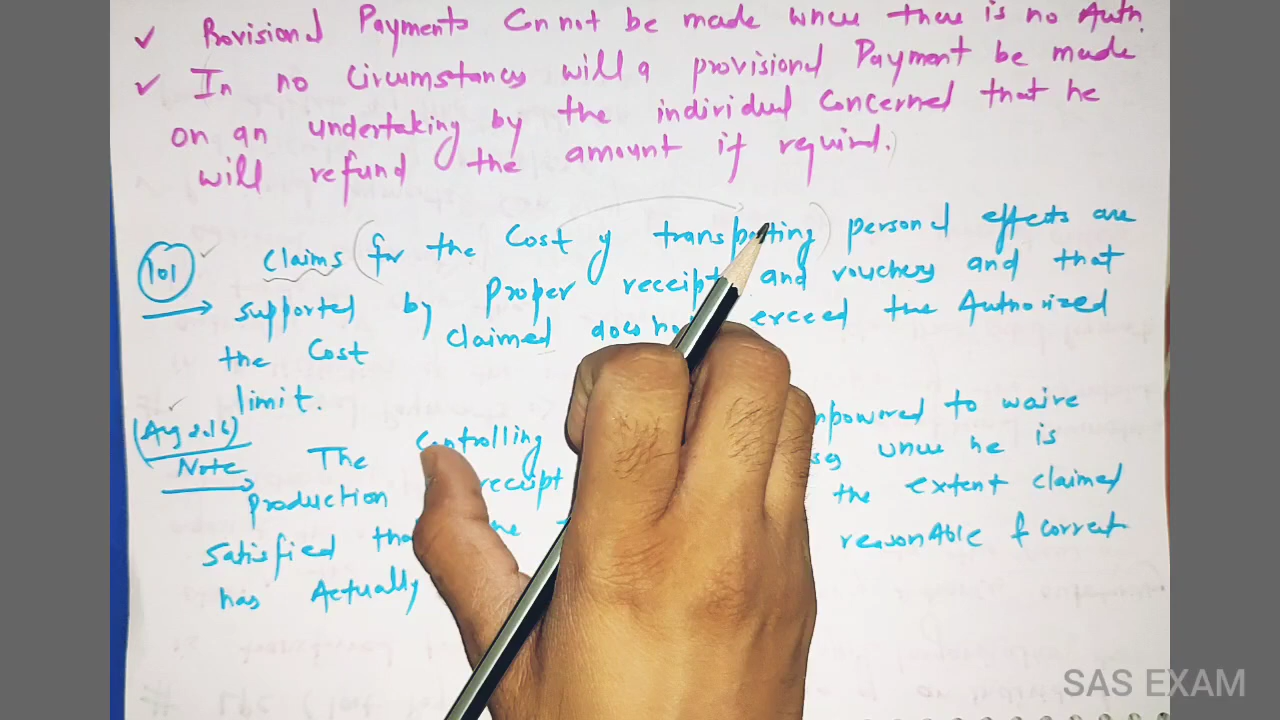 ✓ Provisional Payments Cannot be made where there is no Auth.
✓ In no Circumstances will a provisional Payment be made
on an undertaking by the individual Concerned that he
will refund the amount if required.
101 Claims (for the Cost of transporting) personal effects are
supported by proper receipt and vouchers and that
the Cost claimed does not exceed the Authorized
limit.
(Aug 2016)
Note The Controlling empowered to waive
production receipt he is
satisfied the extent claimed
has Actually reasonable & correct
SAS EXAM